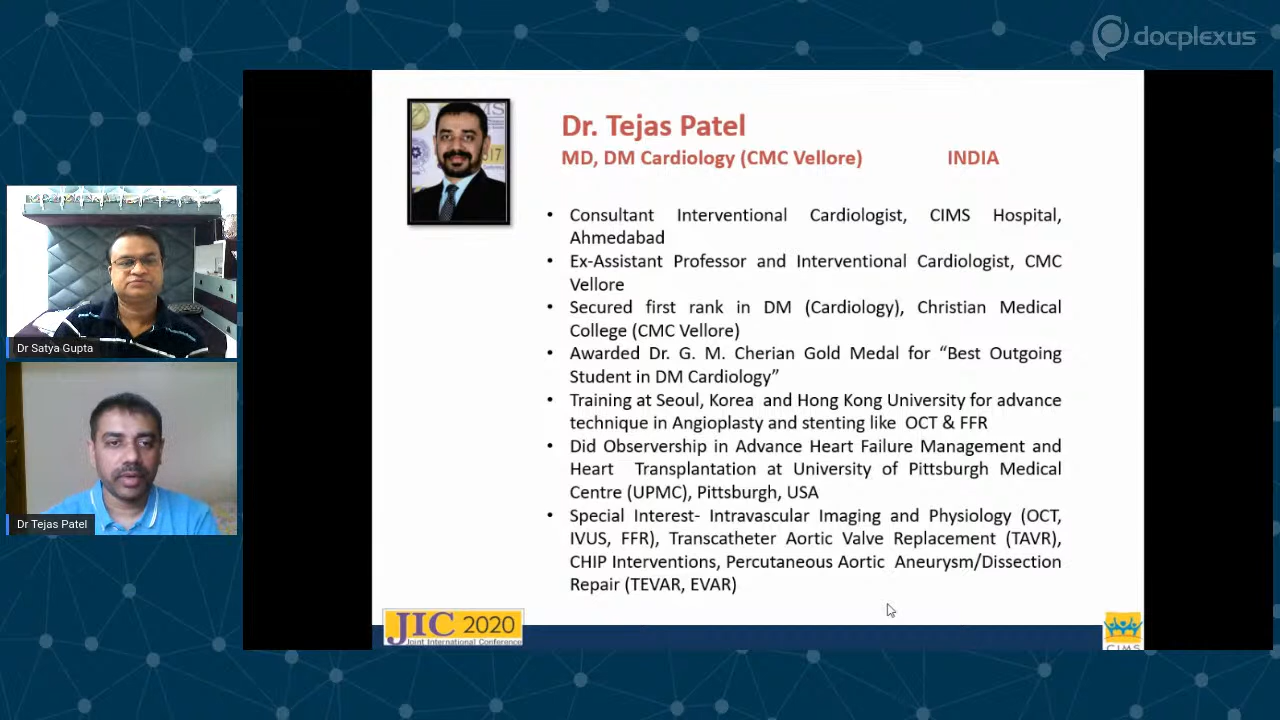 docplexus
Dr. Tejas Patel
MD, DM Cardiology (CMC Vellore) INDIA
• Consultant Interventional Cardiologist, CIMS Hospital,
Ahmedabad
• Ex-Assistant Professor and Interventional Cardiologist, CMC
Vellore
• Secured first rank in DM (Cardiology), Christian Medical
College (CMC Vellore)
• Awarded Dr. G. M. Cherian Gold Medal for “Best Outgoing
Student in DM Cardiology”
• Training at Seoul, Korea and Hong Kong University for advance
technique in Angioplasty and stenting like OCT & FFR
• Did Observership in Advance Heart Failure Management and
Heart Transplantation at University of Pittsburgh Medical
Centre (UPMC), Pittsburgh, USA
• Special Interest- Intravascular Imaging and Physiology (OCT,
IVUS, FFR), Transcatheter Aortic Valve Replacement (TAVR),
CHIP Interventions, Percutaneous Aortic Aneurysm/Dissection
Repair (TEVAR, EVAR)
Dr Satya Gupta
Dr Tejas Patel
JIC 2020
Joint International Conference
CIMS